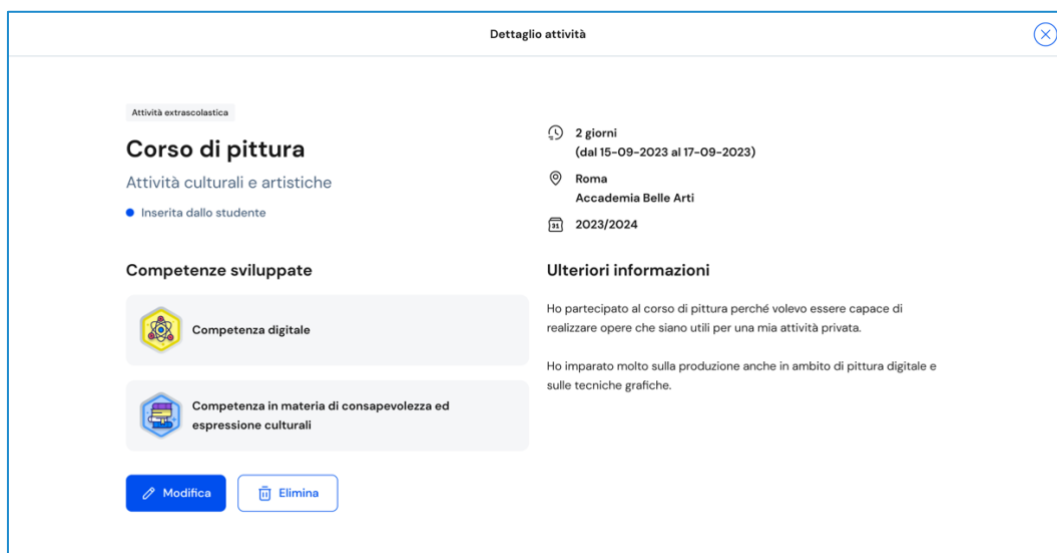 Dettaglio attività
Attività extrascolastica
Corso di pittura
Attività culturali e artistiche
Inserita dallo studente
2 giorni
(dal 15-09-2023 al 17-09-2023)
Roma
Accademia Belle Arti
31
2023/2024
Competenze sviluppate
Competenza digitale
Competenza in materia di consapevolezza ed
espressione culturali
Ulteriori informazioni
Ho partecipato al corso di pittura perché volevo essere capace di
realizzare opere che siano utili per una mia attività privata.
Ho imparato molto sulla produzione anche in ambito di pittura digitale e
sulle tecniche grafiche.
Modifica
Elimina